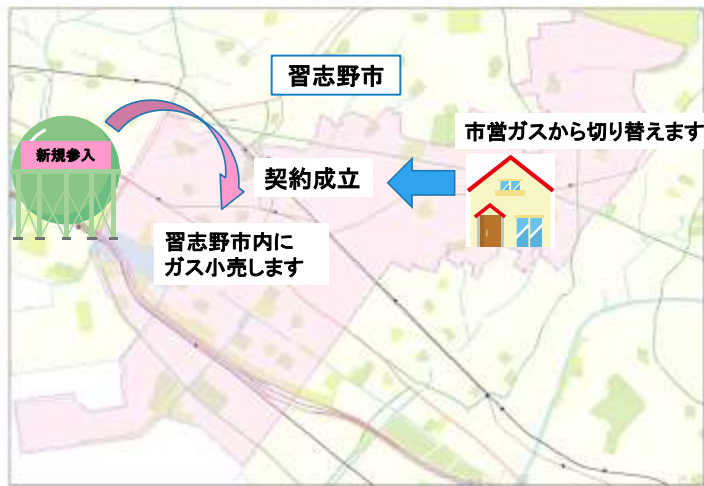 習志野市
市営ガスから切り替えます
新規参入
契約成立
習志野市内に
ガス小売します